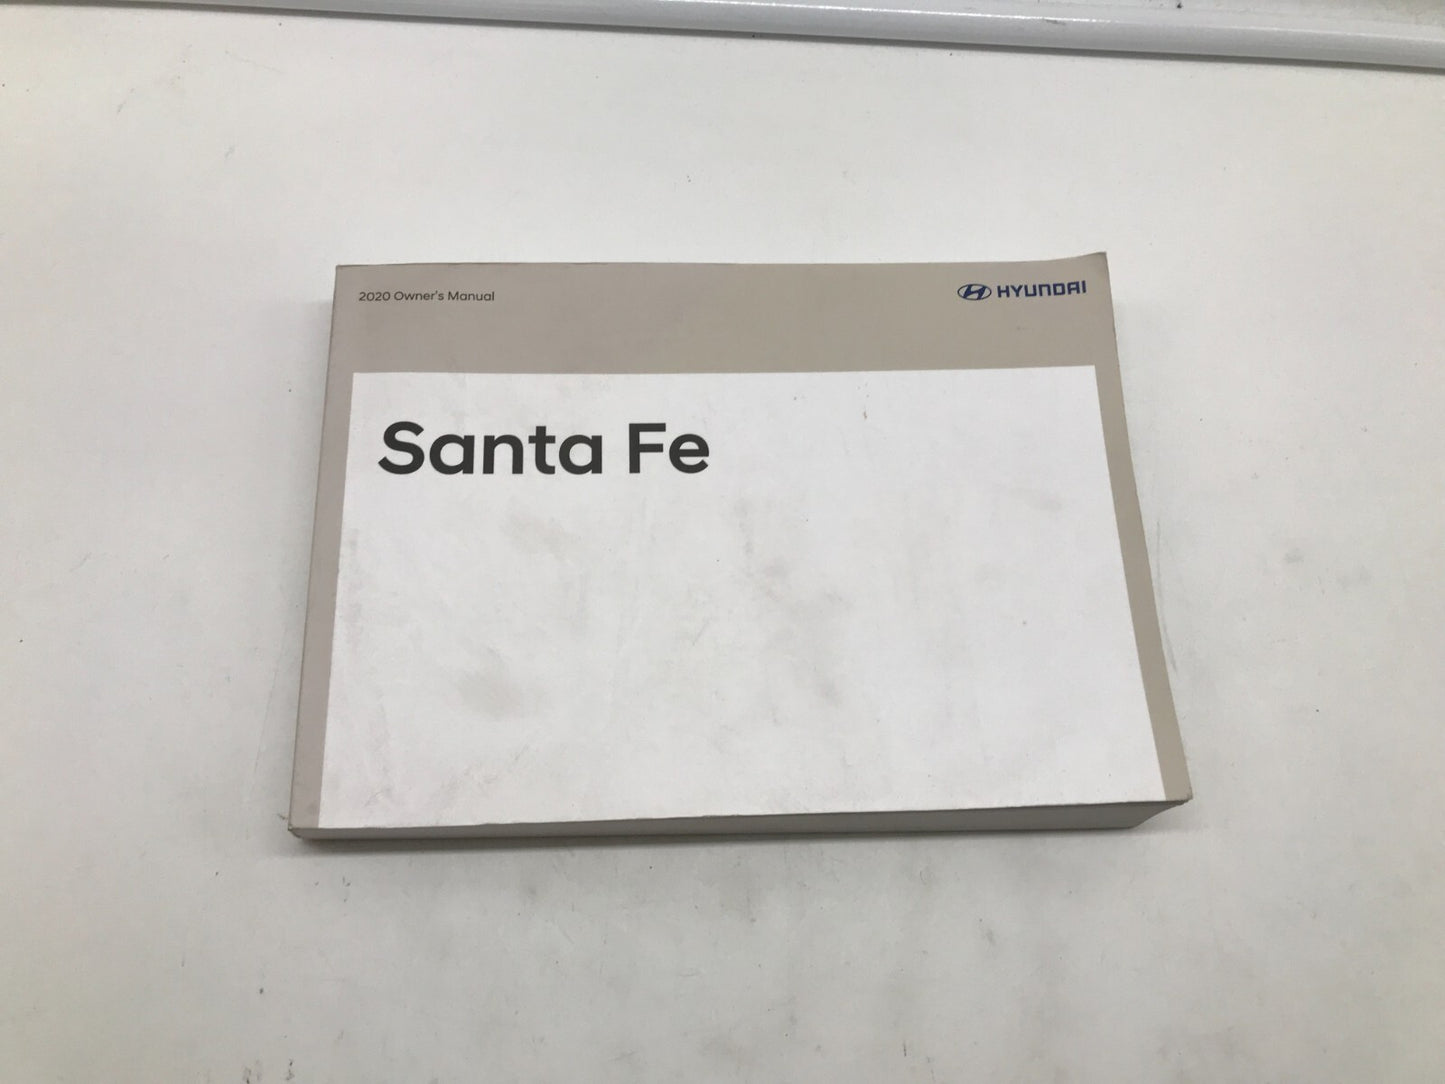 2020 Owner's Manual
HYUNDAI
Santa Fe